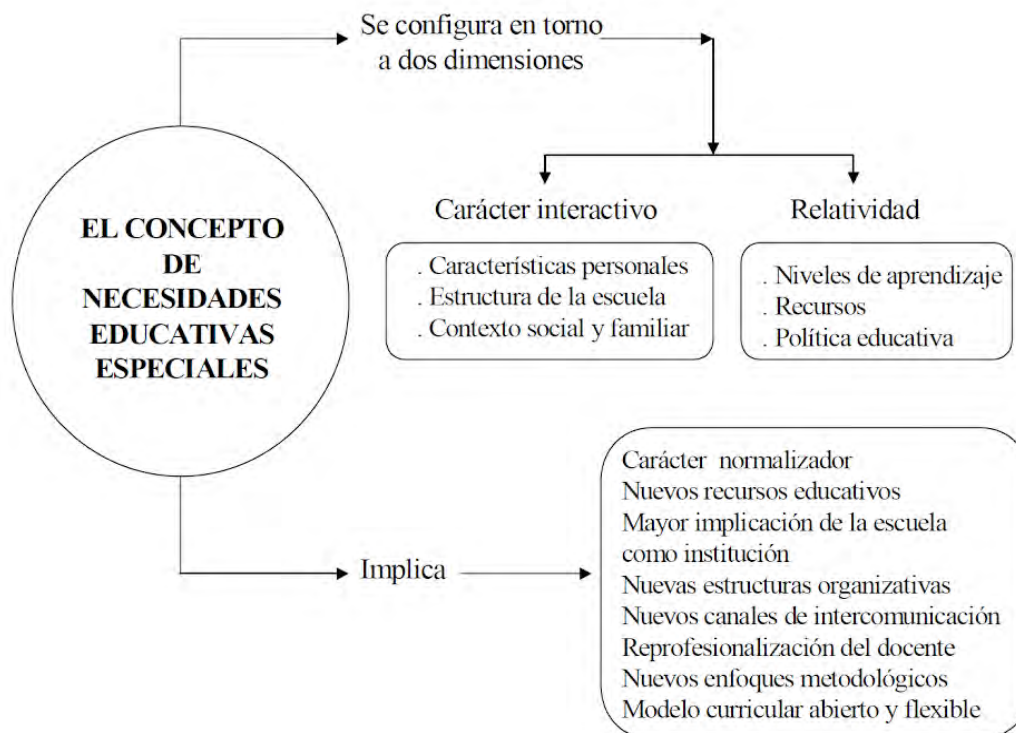 Se configura en torno
a dos dimensiones
EL CONCEPTO
DE
NECESIDADES
EDUCATIVAS
ESPECIALES
Carácter interactivo
. Características personales
. Estructura de la escuela
. Contexto social y familiar
Relatividad
. Niveles de aprendizaje
. Recursos
. Política educativa
Implica
Carácter normalizador
Nuevos recursos educativos
Mayor implicación de la escuela
como institución
Nuevas estructuras organizativas
Nuevos canales de intercomunicación
Reprofesionalización del docente
Nuevos enfoques metodológicos
Modelo curricular abierto y flexible